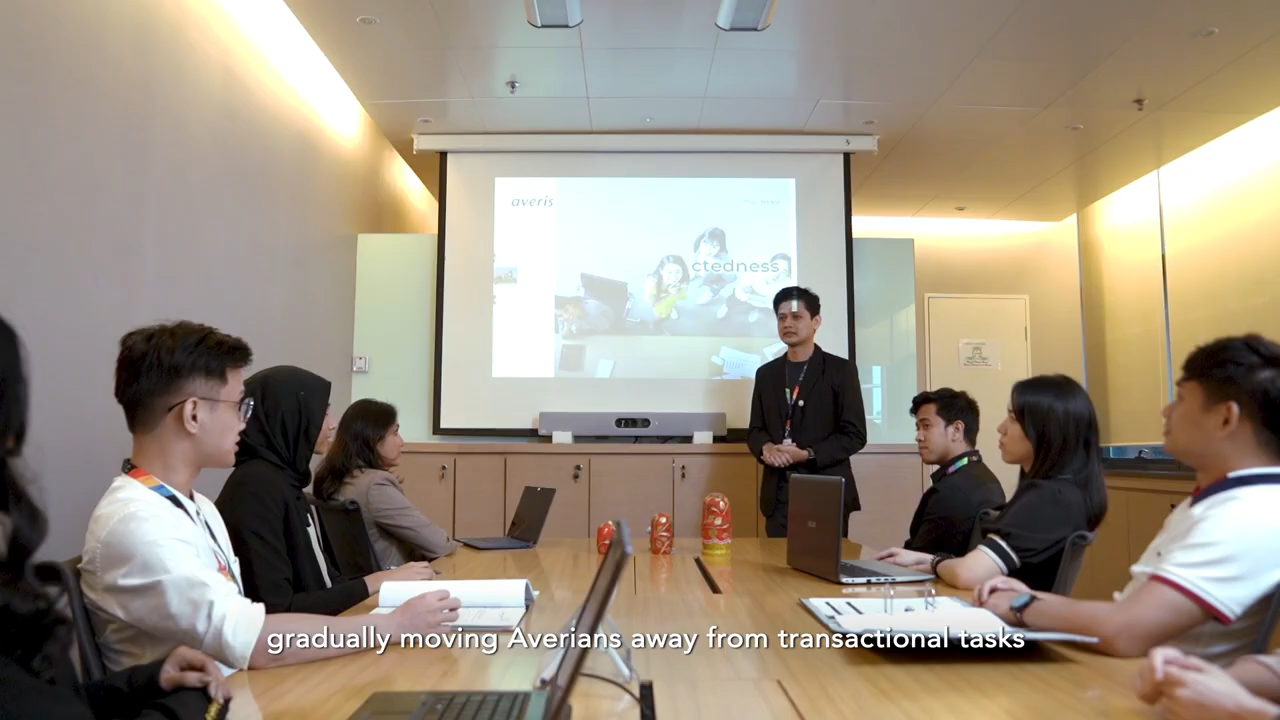 averis
ctedness
gradually moving Averians away from transactional tasks